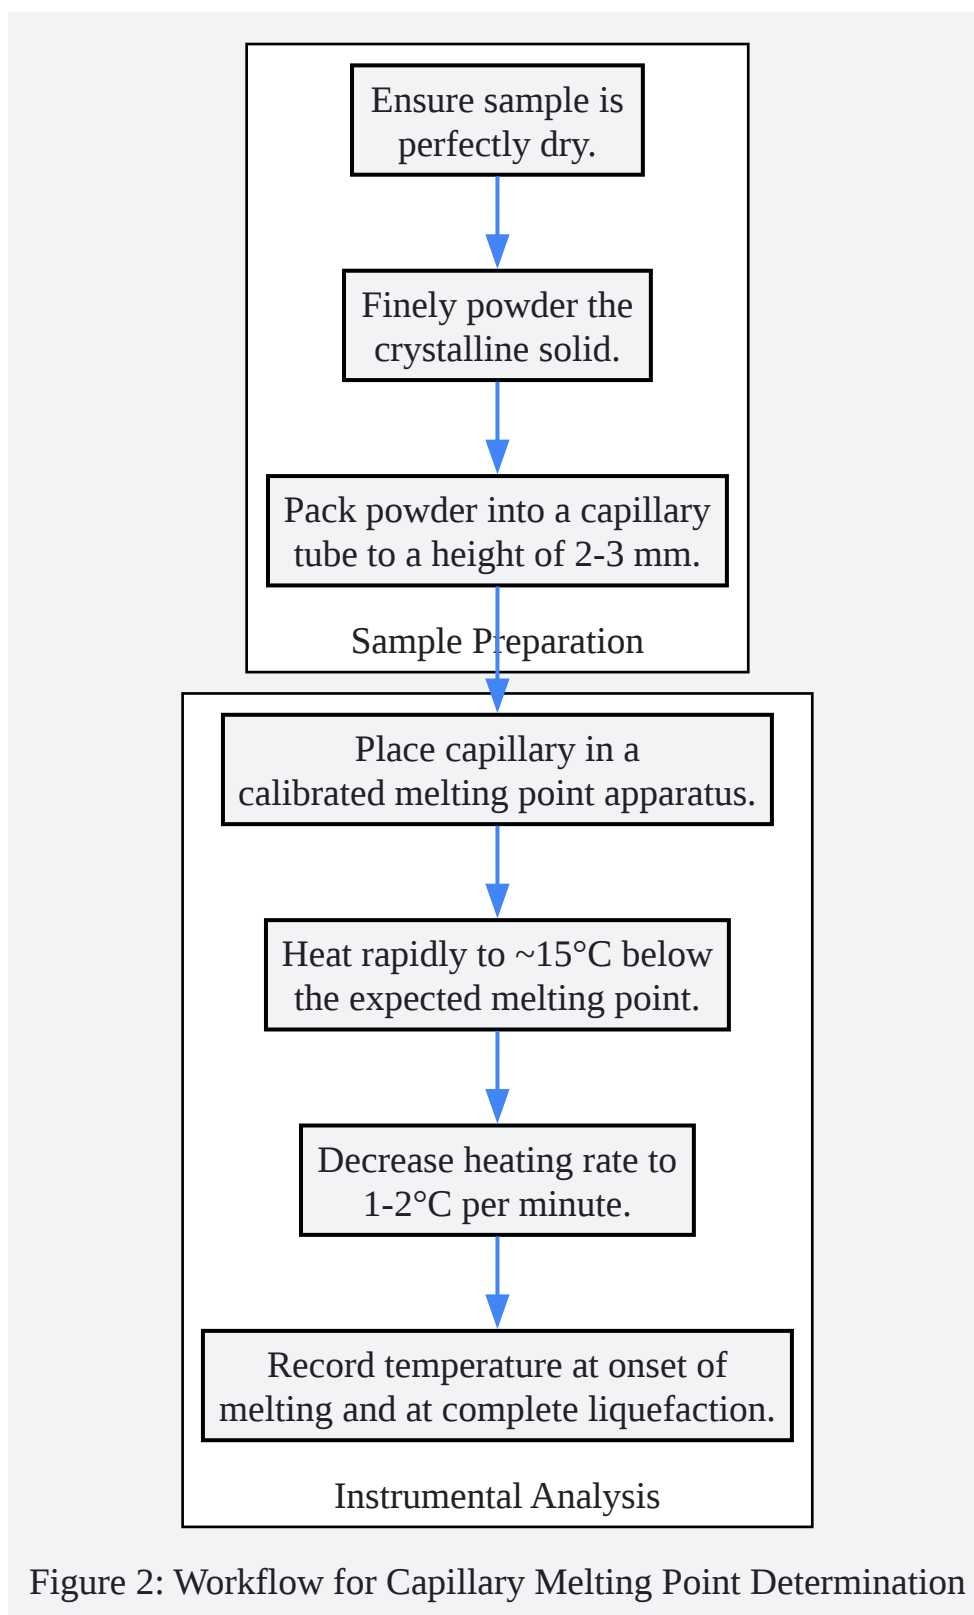 Ensure sample is
perfectly dry.
Finely powder the
crystalline solid.
Pack powder into a capillary
tube to a height of 2-3 mm.
Sample Preparation
Place capillary in a
calibrated melting point apparatus.
Heat rapidly to ~15°C below
the expected melting point.
Decrease heating rate to
1-2°C per minute.
Record temperature at onset of
melting and at complete liquefaction.
Instrumental Analysis
Figure 2: Workflow for Capillary Melting Point Determination